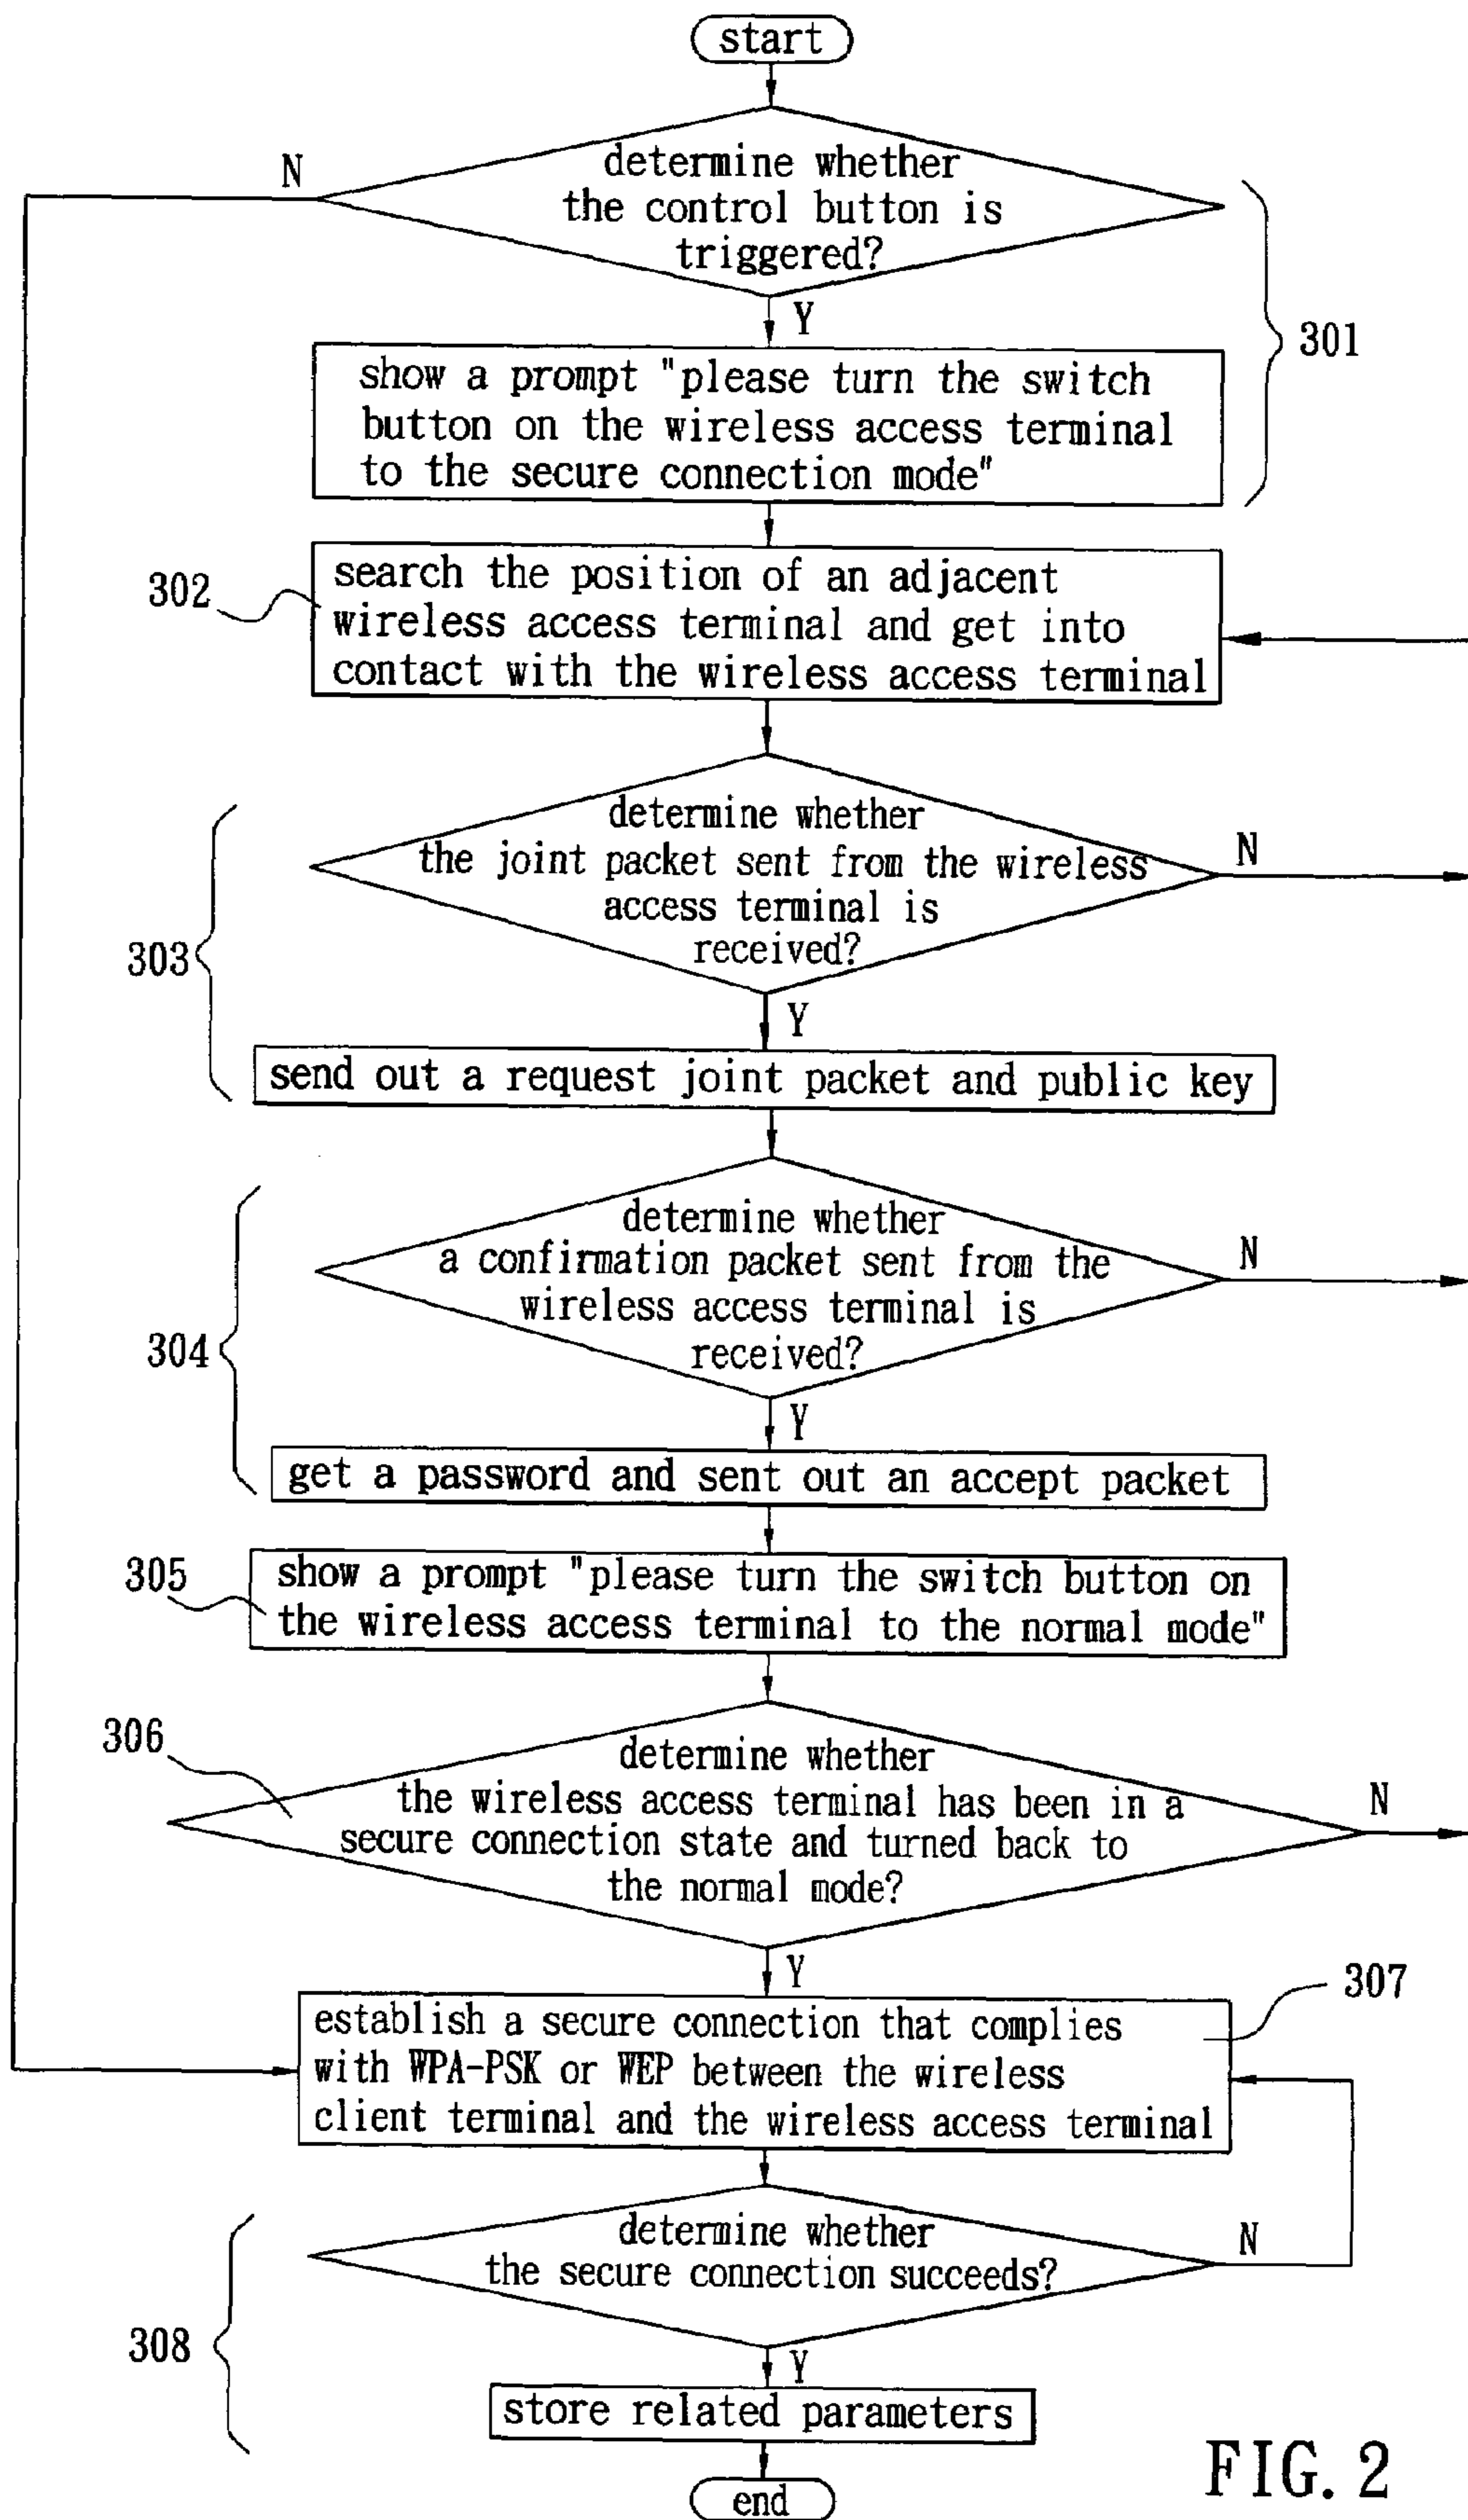 start
N
determine whether
the control button is
triggered?
Y
301
show a prompt "please turn the switch
button on the wireless access terminal
to the secure connection mode"
302
search the position of an adjacent
wireless access terminal and get into
contact with the wireless access terminal
determine whether
the joint packet sent from the wireless
access terminal is
received?
N
303
Y
send out a request joint packet and public key
determine whether
a confirmation packet sent from the
wireless access terminal is
received?
N
304
Y
get a password and sent out an accept packet
305
show a prompt "please turn the switch button on
the wireless access terminal to the normal mode"
306
determine whether
the wireless access terminal has been in a
secure connection state and turned back to
the normal mode?
N
Y
307
establish a secure connection that complies
with WPA-PSK or WEP between the wireless
client terminal and the wireless access terminal
determine whether
the secure connection succeeds?
N
308
Y
store related parameters
end
FIG. 2